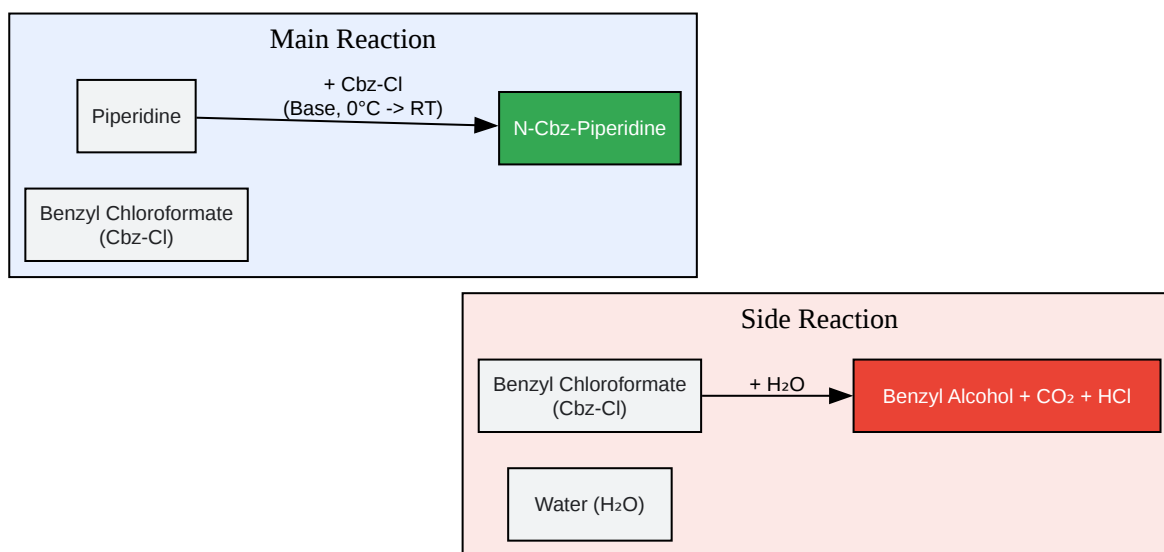 Main Reaction
+ Cbz-Cl
(Base, 0°C -> RT)
Piperidine
N-Cbz-Piperidine
Benzyl Chloroformate
(Cbz-Cl)
Side Reaction
Benzyl Chloroformate
(Cbz-Cl)
+ H₂O
Benzyl Alcohol + CO₂ + HCl
Water (H₂O)